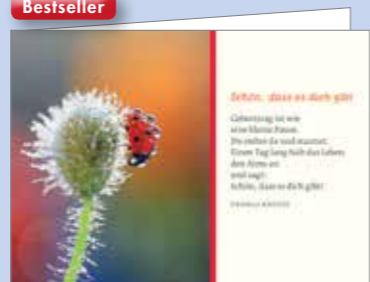 Bestseller
Schön, dass es dich gibt
Geburtstag ist wie
eine kleine Pause.
Du stehst da und staunst:
Einen Tag lang hält das Leben
den Atem an
und sagt:
Schön, dass es dich gibt!